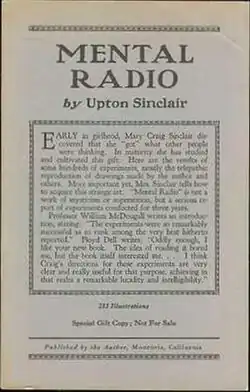 MENTAL
RADIO
by Upton Sinclair
EARLY in girlhood, Mary Craig Sinclair dis-
covered that she "got" what other people
were thinking. In maturity she has studied
and cultivated this gift. Here are the results of
some hundreds of experiments, mostly the telepathic
reproduction of drawings made by the author and
others. More important yet, Mrs. Sinclair tells how
to acquire this strange art. "Mental Radio" is not a
work of mysticism or superstition, but a serious re-
port of experiments conducted for three years.
Professor William McDougall writes an introduc-
tion, stating: "The experiments were so remarkably
successful as to rank among the very best hitherto
reported." Floyd Dell writes: "Oddly enough, I
like your new book. The idea of reading it bored
me, but the book itself interested me. . . . I think
Craig's directions for these experiments are very
clear and really useful for that purpose, achieving in
that realm a remarkable lucidity and intelligibility."
Illustrations
Special Gift Copy; Not For Sale
Published by the Author, Monrovia, California